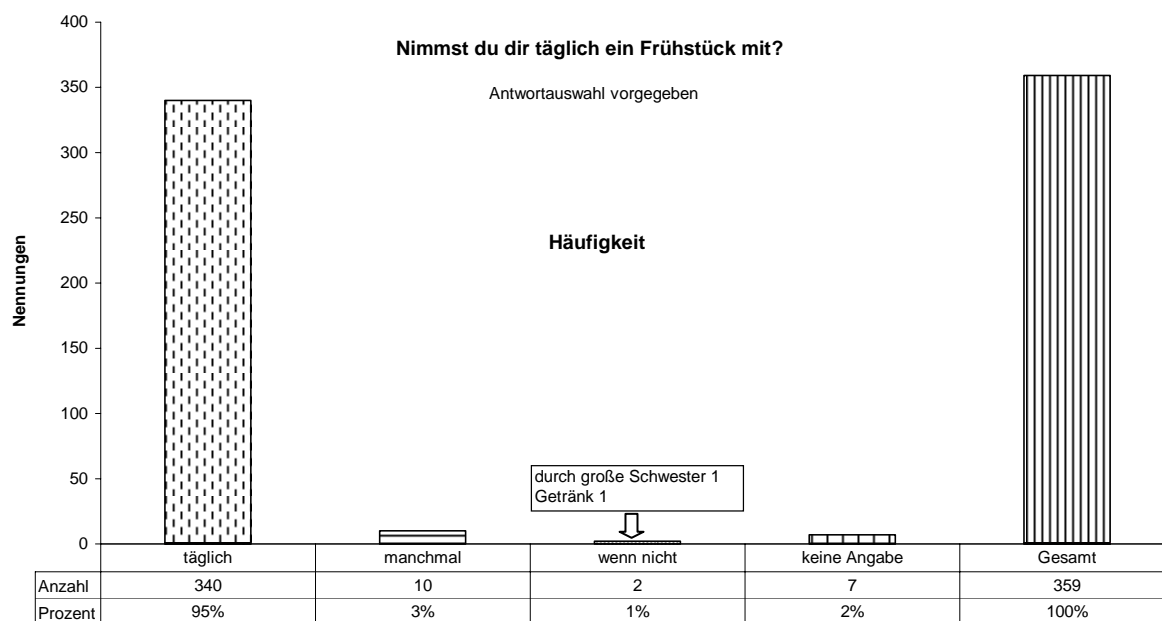 Nimmst du dir täglich ein Frühstück mit?
Antwortauswahl vorgegeben
Häufigkeit
Nennungen
400
350
300
250
200
150
100
50
0
durch große Schwester 1
Getränk 1
täglich manchmal wenn nicht keine Angabe Gesamt
Anzahl 340 10 2 7 359
Prozent 95% 3% 1% 2% 100%